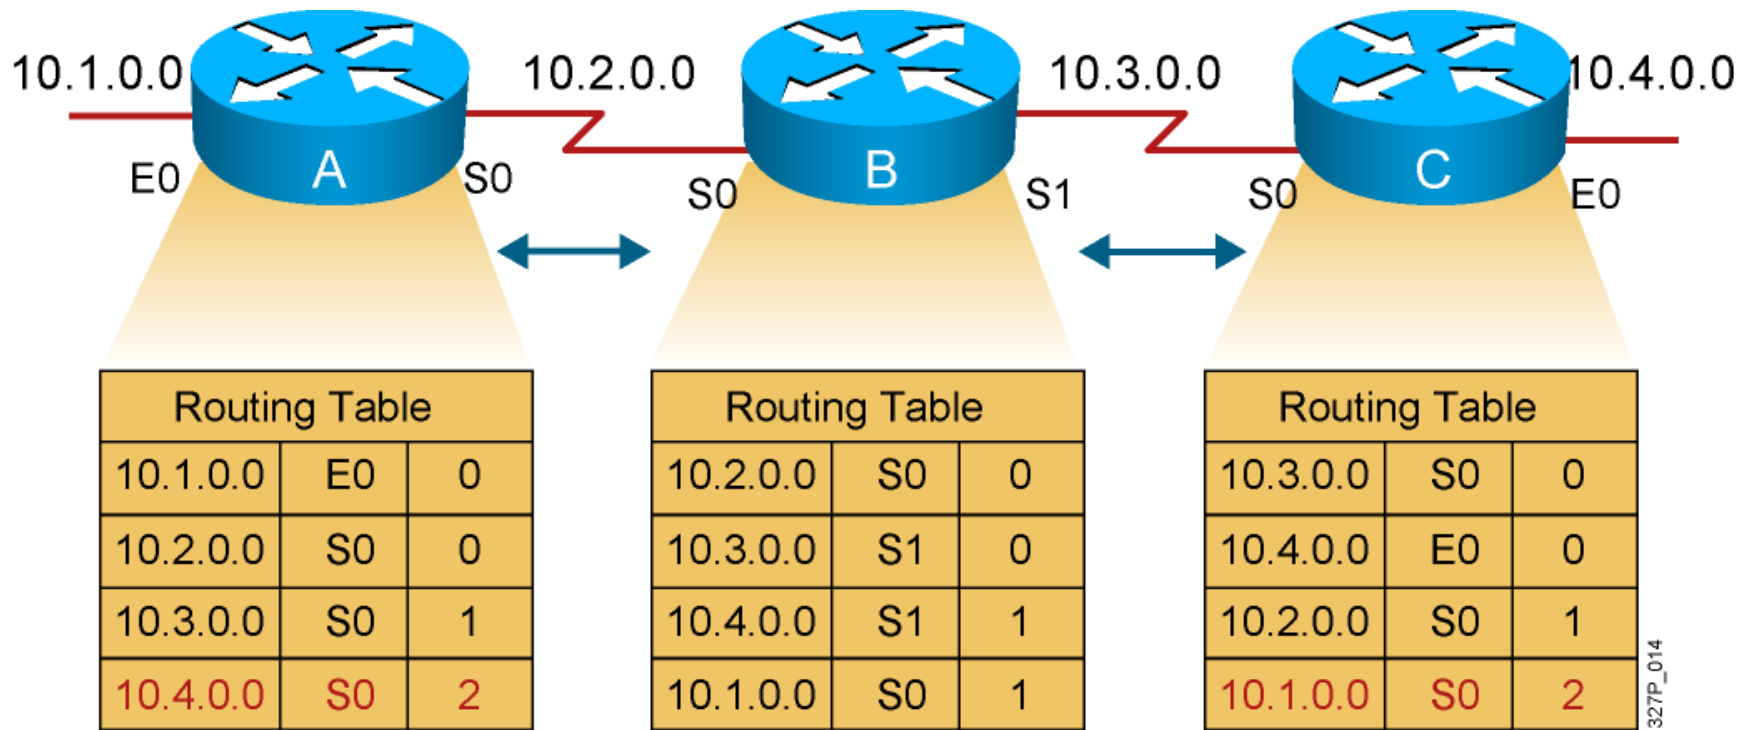 10.1.0.0 10.2.0.0 10.3.0.0 10.4.0.0
A B C
E0 S0 S0 S1 S0 E0
Routing Table
10.1.0.0 E0 0
10.2.0.0 S0 0
10.3.0.0 S0 1
10.4.0.0 S0 2
Routing Table
10.2.0.0 S0 0
10.3.0.0 S1 0
10.4.0.0 S1 1
10.1.0.0 S0 1
Routing Table
10.3.0.0 S0 0
10.4.0.0 E0 0
10.2.0.0 S0 1
10.1.0.0 S0 2
327P_014